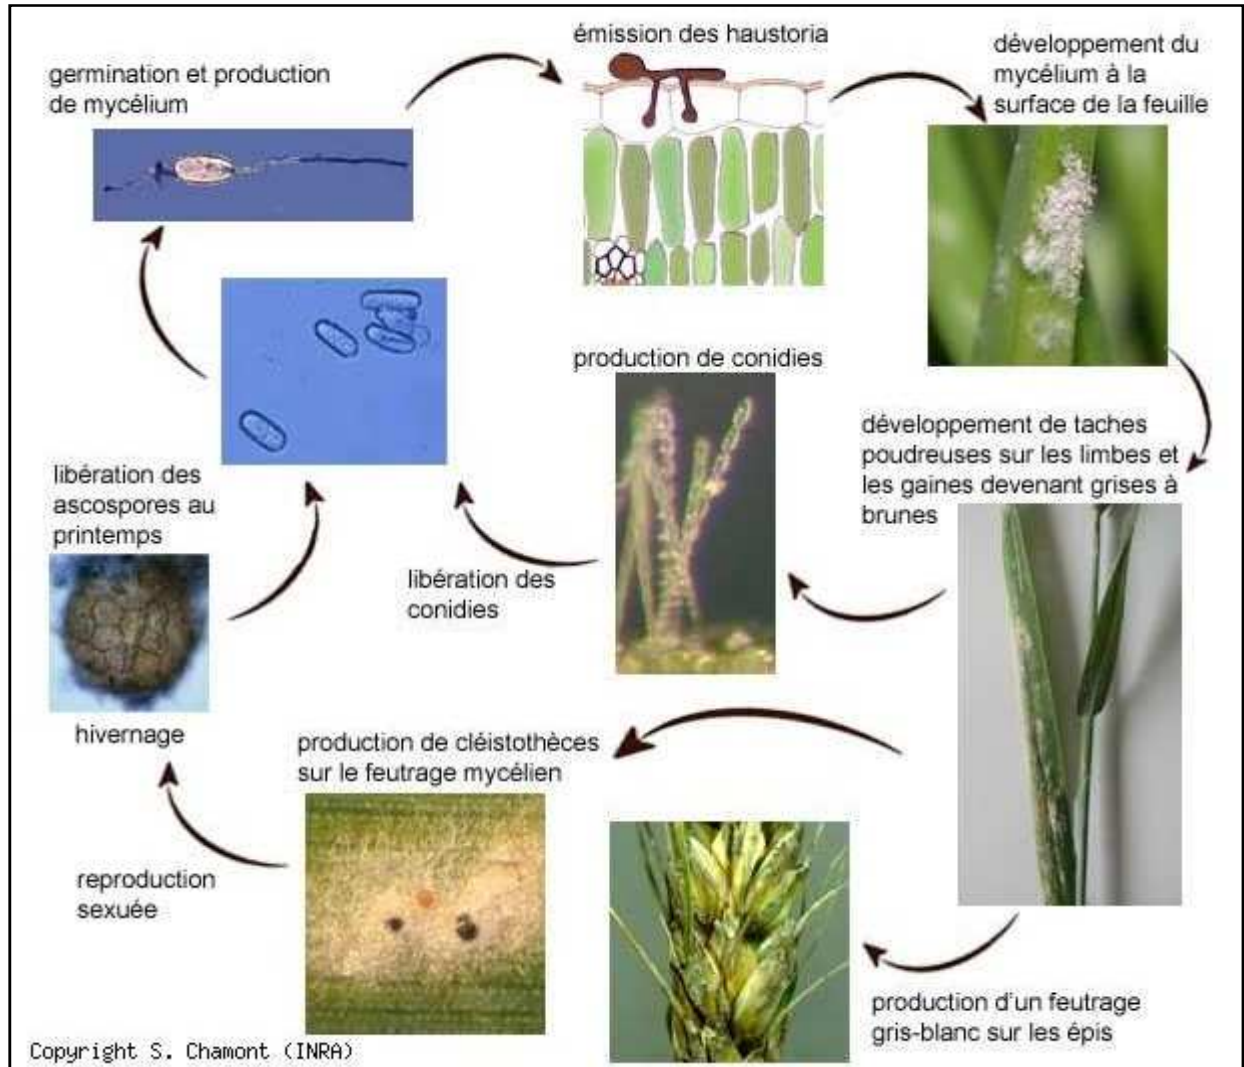 germination et production
de mycélium
émission des haustoria
développement du
mycélium à la
surface de la feuille
production de conidies
développement de taches
poudreuses sur les limbes et
les gaines devenant grises à
brunes
libération des
ascospores au
printemps
libération des
conidies
hivernage
production de cléistothèces
sur le feutrage mycélien
reproduction
sexuée
production d'un feutrage
gris-blanc sur les épis
Copyright S. Chamont (INRA)